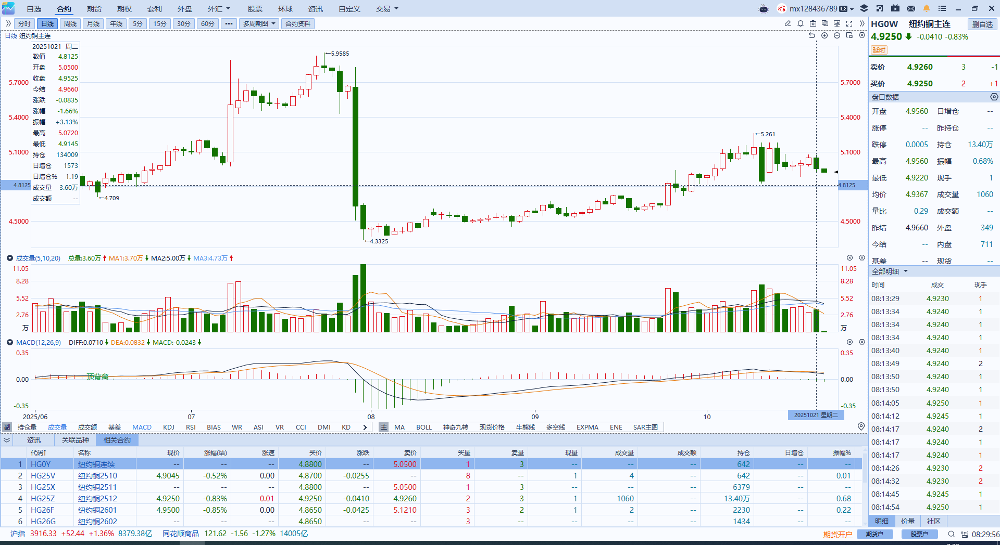 自选 合约 期货 期权 套利 外盘 外汇 股票 环球 资讯 自定义 交易 mx128436789 L2
分时 日线 周线 月线 年线 5分 15分 30分 60分 ••• 多周期图 合约资料
HG0W 纽约铜主连 删自选
日线 纽约铜主连
4.9250 -0.0410 -0.83%
延时
20251021 周二
数值 4.8125
开盘 5.0500
收盘 4.9525
今结 4.9660
涨跌 -0.0835
涨幅 -1.66%
振幅 +3.13%
最高 5.0720
最低 4.9145
持仓 134009
日增仓 1573
日增仓% 1.19
成交量 3.60万
成交额 --
5.7000
5.4000
5.1000
4.8125
4.5000
←5.9585
←4.709
←4.3325
←5.261
5.7000
5.4000
5.1000
4.8125
4.5000
卖价 4.9260 3 -1
买价 4.9250 2 +1
盘口数据
开盘 4.9560 日增仓 --
涨停 -- 昨持仓 --
跌停 0.0005 持仓 13.40万
最高 4.9560 振幅 0.68%
最低 4.9220 现手 1
均价 4.9367 成交量 1060
量比 0.29 成交额 --
昨结 4.9660 外盘 349
今结 -- 内盘 711
基差 -- 现货 --
全部明细
时间 成交 现手
08:13:29 4.9230 1
08:13:34 4.9240 1
08:13:34 4.9240 1
08:13:34 4.9240 1
08:13:40 4.9240 1
08:13:49 4.9240 2
08:13:50 4.9240 1
08:13:50 4.9240 1
08:14:05 4.9250 1
08:14:12 4.9245 1
08:14:17 4.9240 2
08:14:17 4.9240 1
08:14:17 4.9240 1
08:14:26 4.9230 2
08:14:32 4.9230 2
08:14:45 4.9245 1
08:14:54 4.9250 1
明细 价量 社区
成交量(5,10,20) 总量:3.60万 MA1:3.70万 MA2:5.00万 MA3:4.73万
11.05
8.28
5.52
2.76
万
11.05
8.28
5.52
2.76
万
MACD(12,26,9) DIFF:0.0710 DEA:0.0832 MACD:-0.0243
0.35
0.00
-0.35
顶背离
0.35
0.00
-0.35
2025/06 07 08 09 10 20251021 星期二
副 持仓量 成交量 成交额 基差 MACD KDJ RSI BIAS WR ASI VR CCI DMI KD
主 MA BOLL 神奇九转 现货价格 牛熊线 多空线 EXPMA ENE SAR主图
资讯 关联品种 相关合约
代码↑ 名称 现价 涨幅(结) 涨速 买价 涨跌 卖价 买量 卖量 现量 成交量 成交额 持仓 日增仓 振幅%
1 HG0Y 纽约铜连续 -- -- -- 4.8800 -- 5.0500 1 3 -- -- -- 642 -- --
2 HG25V 纽约铜2510 4.9045 -0.52% 0.00 4.8700 -0.0255 -- 8 -- 1 4 -- 642 -- 0.01
3 HG25X 纽约铜2511 -- -- -- 4.8800 -- 5.0500 1 3 -- -- -- 6379 -- --
4 HG25Z 纽约铜2512 4.9250 -0.83% 0.01 4.9250 -0.0410 4.9260 2 3 1 1060 -- 13.40万 -- 0.68
5 HG26F 纽约铜2601 4.9500 -0.85% 0.00 4.8650 -0.0425 5.1210 3 2 1 2 -- 2230 -- 0.22
6 HG26G 纽约铜2602 -- -- -- 4.8650 -- -- 3 -- -- -- -- 1434 -- --
沪指 3916.33 +52.44 +1.36% 8379.38亿 同花顺商品 121.62 -1.56 -1.27% 14005亿 期货开户 期货户 股票户 08:29:56